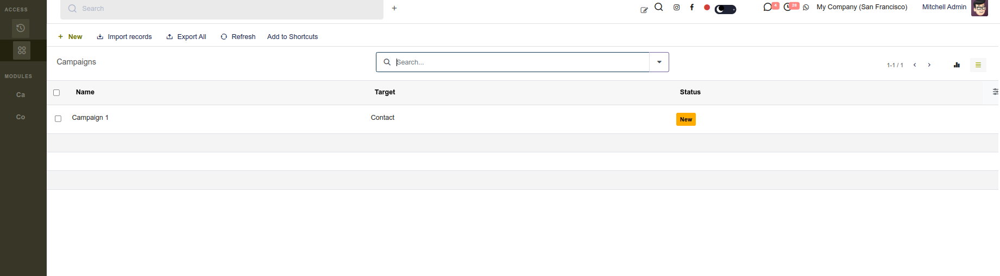 ACCESS
Search
4
28
My Company (San Francisco)
Mitchell Admin
New
Import records
Export All
Refresh
Add to Shortcuts
Campaigns
Search...
1-1 / 1
MODULES
Ca
Co
Name
Target
Status
Campaign 1
Contact
New